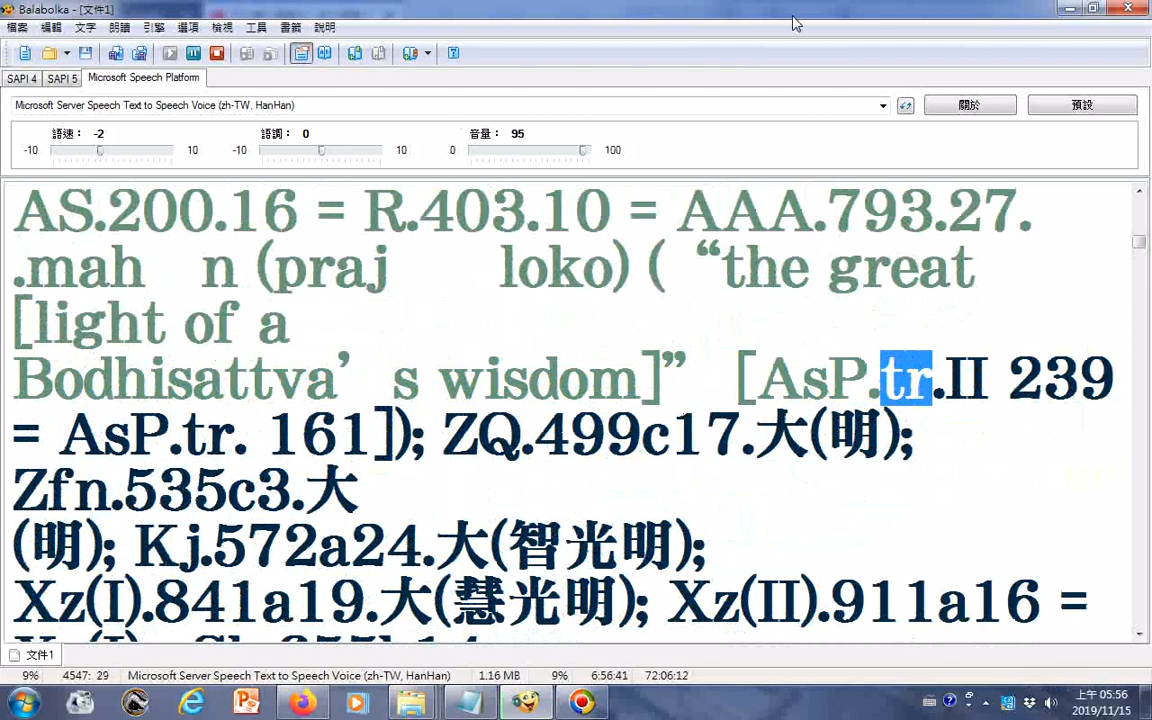 Balabolka - [文件1]
檔案 編輯 文字 朗讀 引擎 選項 檢視 工具 書籤 說明
SAPI 4 SAPI 5 Microsoft Speech Platform
Microsoft Server Speech Text to Speech Voice (zh-TW, HanHan) 關於 預設
語速： -2 語調： 0 音量： 95
-10 10 -10 10 0 100
AS.200.16 = R.403.10 = AAA.793.27.
.mah n (praj loko) ( “the great
[light of a
Bodhisattva’ s wisdom]” [AsP.tr.II 239
= AsP.tr. 161]); ZQ.499c17.大(明);
Zfn.535c3.大
(明); Kj.572a24.大(智光明);
Xz(I).841a19.大(慧光明); Xz(II).911a16 =
文件1
9% 4547: 29 Microsoft Server Speech Text to Speech Voice (zh-TW, HanHan) 1.16 MB 9% 6:56:41 72:06:12
上午 05:56
2019/11/15